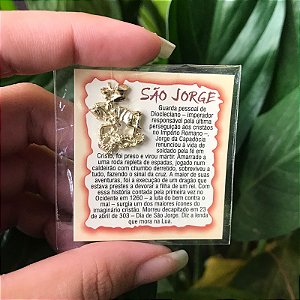 SÃO JORGE
Guarda pessoal de
Diocleciano – imperador
responsável pela última
perseguição aos cristãos
no Império Romano –,
Jorge da Capadócia
renunciou à vida de
soldado pela fé em
Cristo, foi preso e virou mártir. Amarrado a
uma roda repleta de espadas, jogado num
caldeirão com chumbo derretido, sobreviveu a
tudo, fazendo o sinal da cruz. A maior de suas
aventuras, foi a execução de um dragão que
estava prestes a devorar a filha de um rei. Com
essa história contada pela primeira vez no
Ocidente em 1260 – a luta do bem contra o
mal – surgia um dos maiores ícones do
imaginário cristão. Morreu decapitado em 23
de abril de 303 – Dia de São Jorge. Diz a lenda
que mora na Lua.